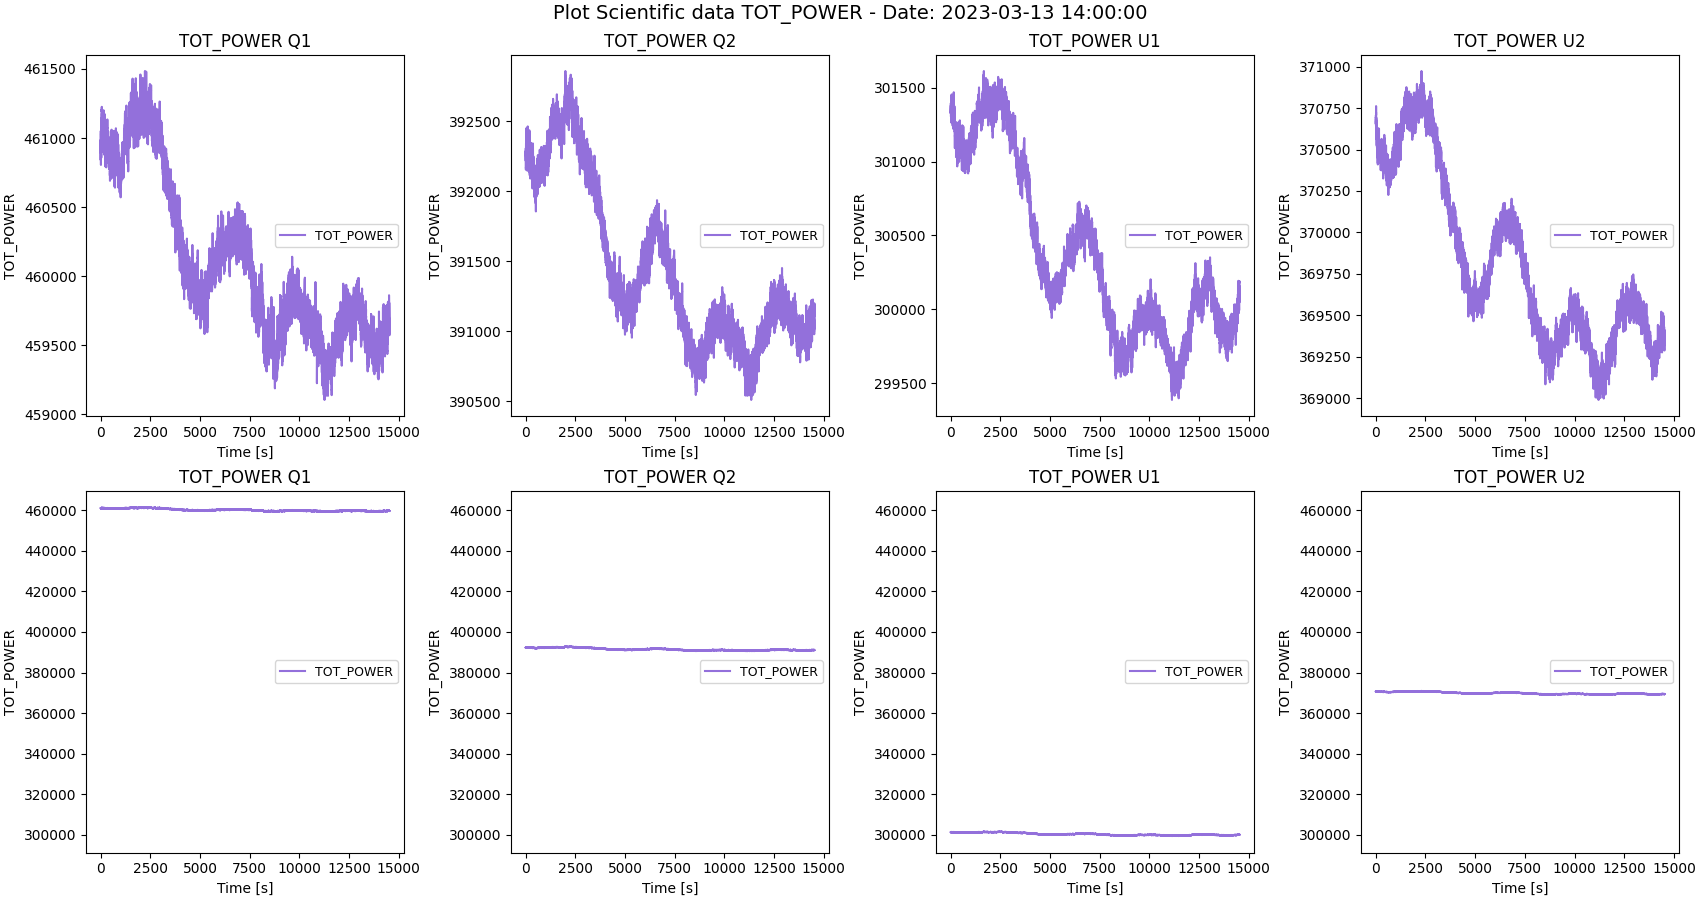 Plot Scientific data TOT_POWER - Date: 2023-03-13 14:00:00
TOT_POWER Q1
TOT_POWER
461500
461000
460500
460000
459500
459000
TOT_POWER
0 2500 5000 7500 10000 12500 15000
Time [s]
TOT_POWER Q2
TOT_POWER
392500
392000
391500
391000
390500
TOT_POWER
0 2500 5000 7500 10000 12500 15000
Time [s]
TOT_POWER U1
TOT_POWER
301500
301000
300500
300000
299500
TOT_POWER
0 2500 5000 7500 10000 12500 15000
Time [s]
TOT_POWER U2
TOT_POWER
371000
370750
370500
370250
370000
369750
369500
369250
369000
TOT_POWER
0 2500 5000 7500 10000 12500 15000
Time [s]
TOT_POWER Q1
TOT_POWER
460000
440000
420000
400000
380000
360000
340000
320000
300000
TOT_POWER
0 2500 5000 7500 10000 12500 15000
Time [s]
TOT_POWER Q2
TOT_POWER
460000
440000
420000
400000
380000
360000
340000
320000
300000
TOT_POWER
0 2500 5000 7500 10000 12500 15000
Time [s]
TOT_POWER U1
TOT_POWER
460000
440000
420000
400000
380000
360000
340000
320000
300000
TOT_POWER
0 2500 5000 7500 10000 12500 15000
Time [s]
TOT_POWER U2
TOT_POWER
460000
440000
420000
400000
380000
360000
340000
320000
300000
TOT_POWER
0 2500 5000 7500 10000 12500 15000
Time [s]